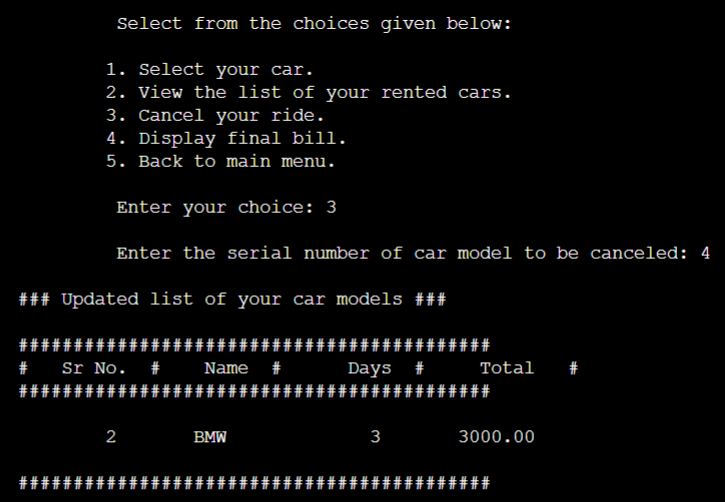 Select from the choices given below:
1. Select your car.
2. View the list of your rented cars.
3. Cancel your ride.
4. Display final bill.
5. Back to main menu.
Enter your choice: 3
Enter the serial number of car model to be canceled: 4
### Updated list of your car models ###
###########################################
#   Sr No.  #    Name  #      Days  #     Total   #
###########################################
2       BMW             3       3000.00
###########################################